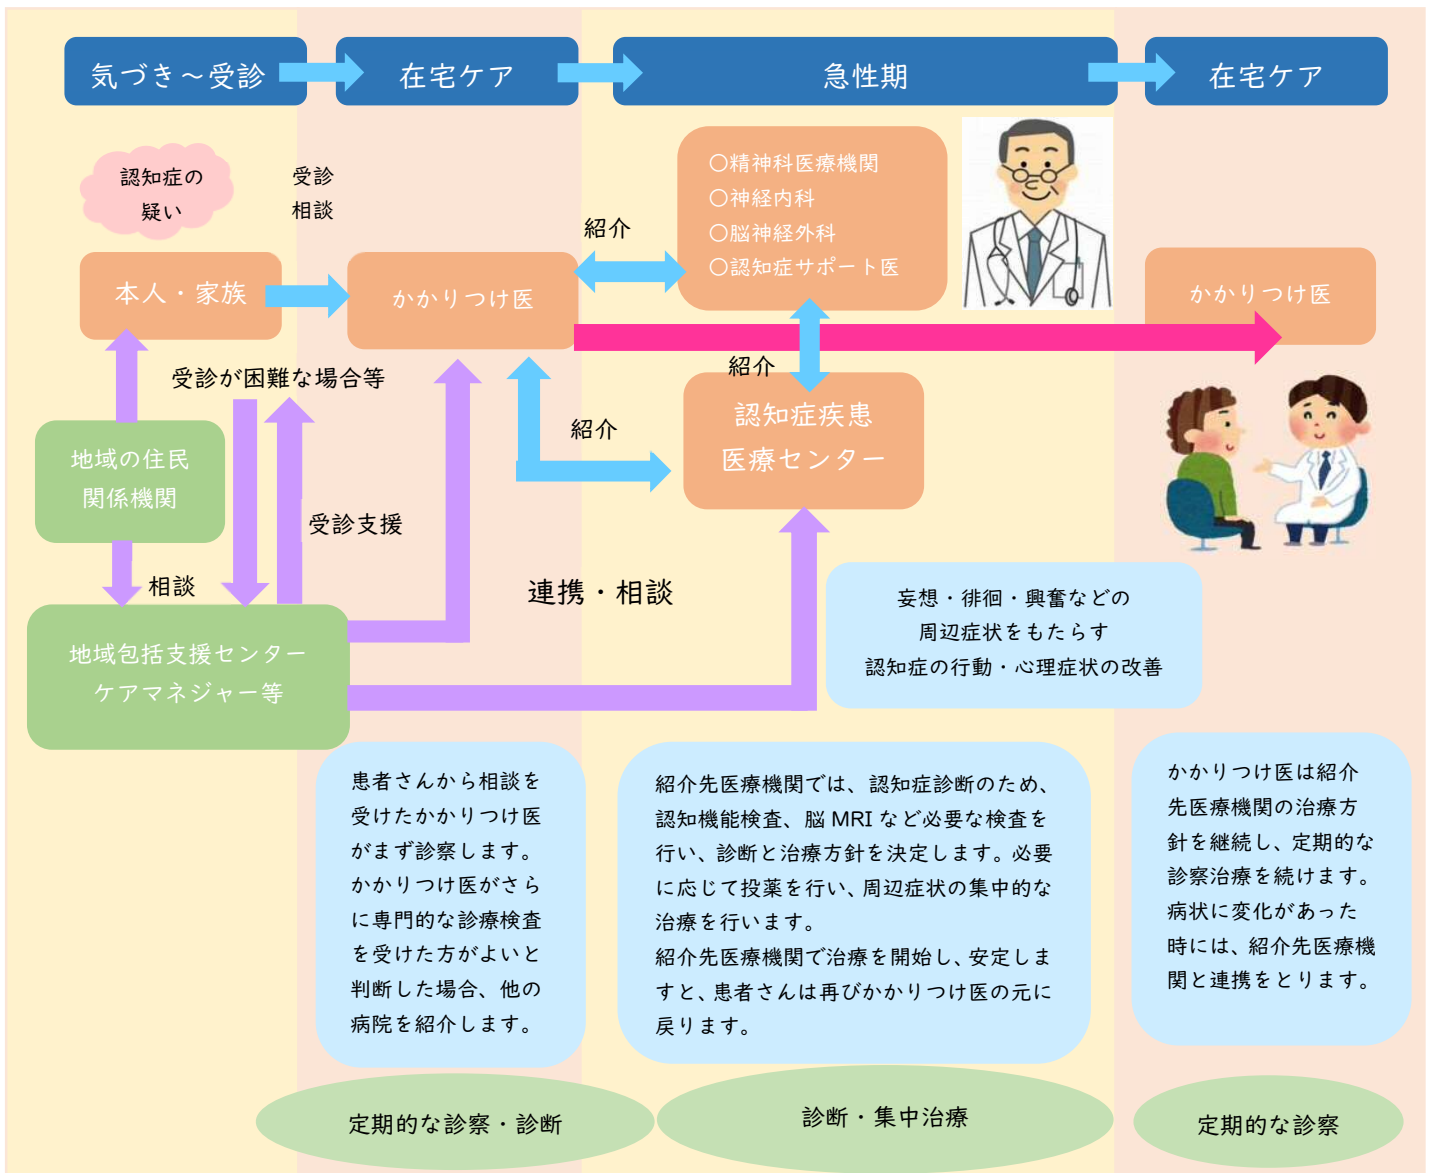 気づき～受診
在宅ケア
急性期
在宅ケア
認知症の
疑い
受診
相談
本人・家族
かかりつけ医
紹介
○精神科医療機関
○神経内科
○脳神経外科
○認知症サポート医
かかりつけ医
受診が困難な場合等
紹介
地域の住民
関係機関
紹介
認知症疾患
医療センター
受診支援
相談
連携・相談
地域包括支援センター
ケアマネジャー等
妄想・徘徊・興奮などの
周辺症状をもたらす
認知症の行動・心理症状の改善
患者さんから相談を
受けたかかりつけ医
がまず診察します。
かかりつけ医がさら
に専門的な診療検査
を受けた方がよいと
判断した場合、他の
病院を紹介します。
紹介先医療機関では、認知症診断のため、
認知機能検査、脳 MRI など必要な検査を
行い、診断と治療方針を決定します。必要
に応じて投薬を行い、周辺症状の集中的な
治療を行います。
紹介先医療機関で治療を開始し、安定しま
すと、患者さんは再びかかりつけ医の元に
戻ります。
かかりつけ医は紹介
先医療機関の治療方
針を継続し、定期的な
診察治療を続けます。
病状に変化があった
時には、紹介先医療機
関と連携をとります。
定期的な診察・診断
診断・集中治療
定期的な診察